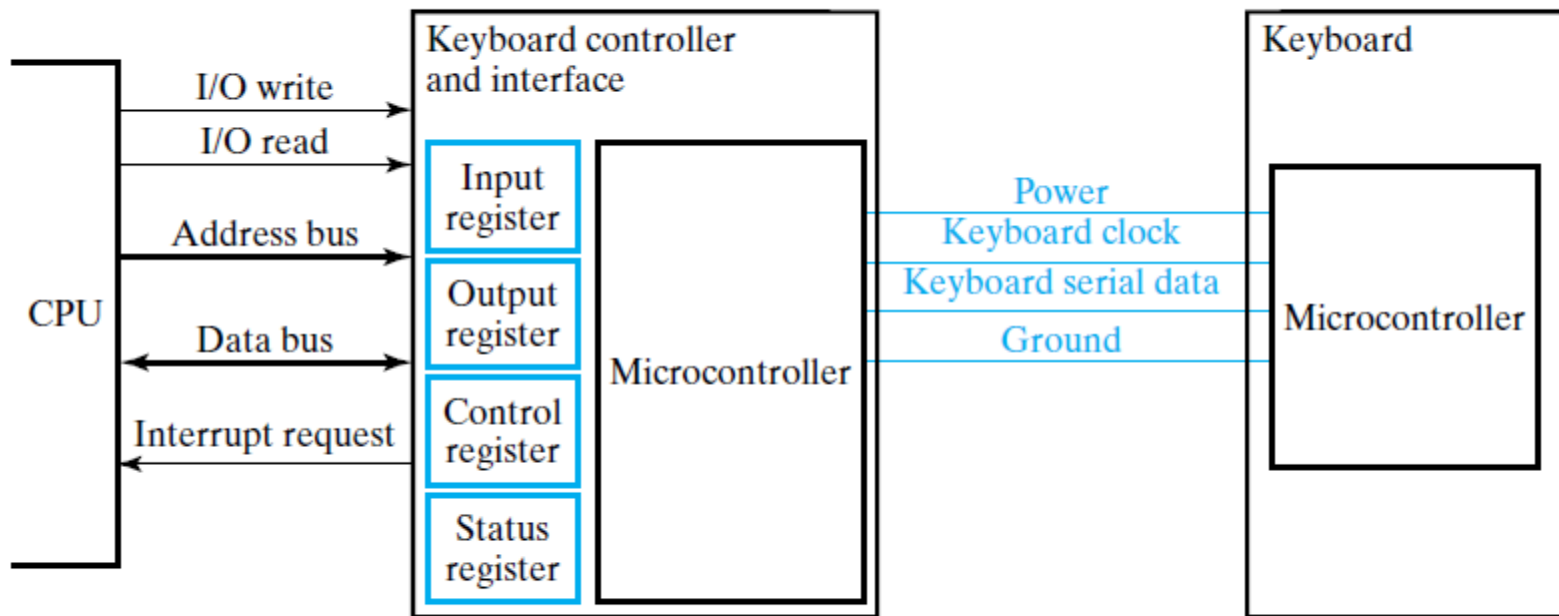 CPU
I/O write
I/O read
Address bus
Data bus
Interrupt request
Keyboard controller
and interface
Input
register
Output
register
Control
register
Status
register
Microcontroller
Power
Keyboard clock
Keyboard serial data
Ground
Keyboard
Microcontroller